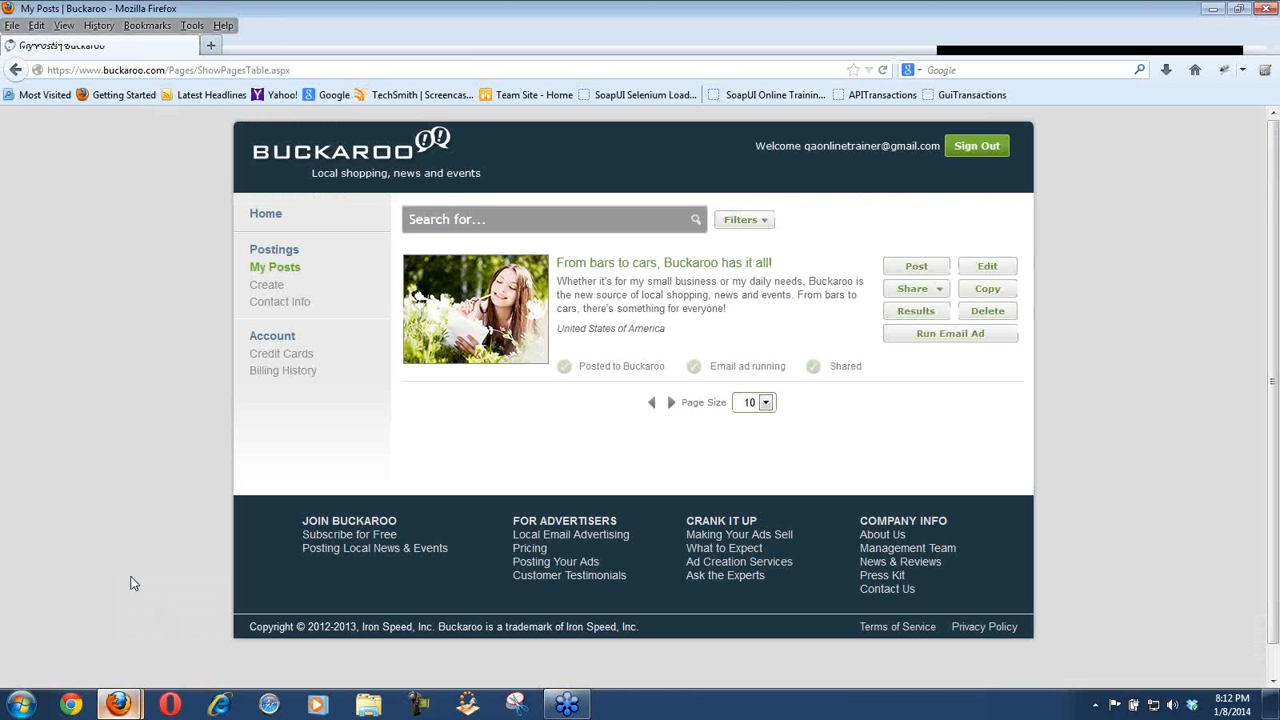 My Posts | Buckaroo - Mozilla Firefox
File Edit View History Bookmarks Tools Help
https://www.buckaroo.com/Pages/ShowPagesTable.aspx
Google
Most Visited Getting Started Latest Headlines Yahoo! Google TechSmith | Screencas... Team Site - Home SoapUI Selenium Load... SoapUI Online Trainin... APITransactions GuiTransactions
BUCKAROO
Local shopping, news and events
Welcome qaonlinetrainer@gmail.com Sign Out
Home
Postings
My Posts
Create
Contact Info
Account
Credit Cards
Billing History
Search for...
Filters
From bars to cars, Buckaroo has it all!
Whether it's for my small business or my daily needs, Buckaroo is
the new source of local shopping, news and events. From bars to
cars, there's something for everyone!
United States of America
Post Edit
Share Copy
Results Delete
Run Email Ad
Posted to Buckaroo Email ad running Shared
Page Size 10
JOIN BUCKAROO
Subscribe for Free
Posting Local News & Events
FOR ADVERTISERS
Local Email Advertising
Pricing
Posting Your Ads
Customer Testimonials
CRANK IT UP
Making Your Ads Sell
What to Expect
Ad Creation Services
Ask the Experts
COMPANY INFO
About Us
Management Team
News & Reviews
Press Kit
Contact Us
Copyright © 2012-2013, Iron Speed, Inc. Buckaroo is a trademark of Iron Speed, Inc.
Terms of Service Privacy Policy
8:12 PM
1/8/2014